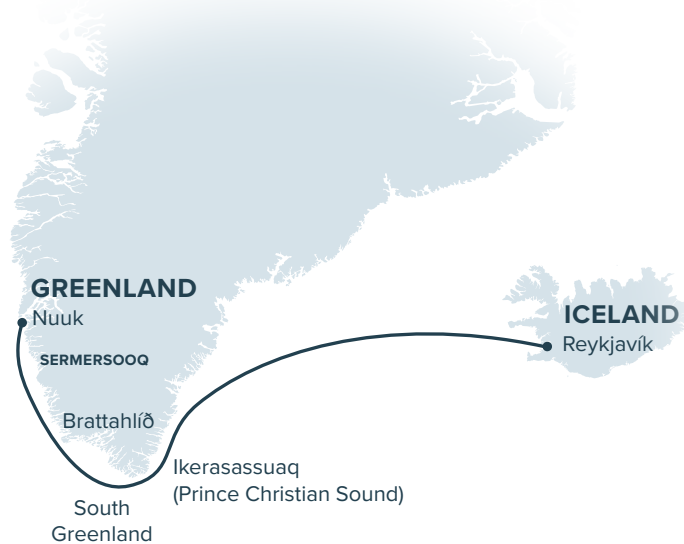 GREENLAND
Nuuk
SERMERSOOQ
Brattahlíð
Ikerasassuaq
(Prince Christian Sound)
South
Greenland
ICELAND
Reykjavík